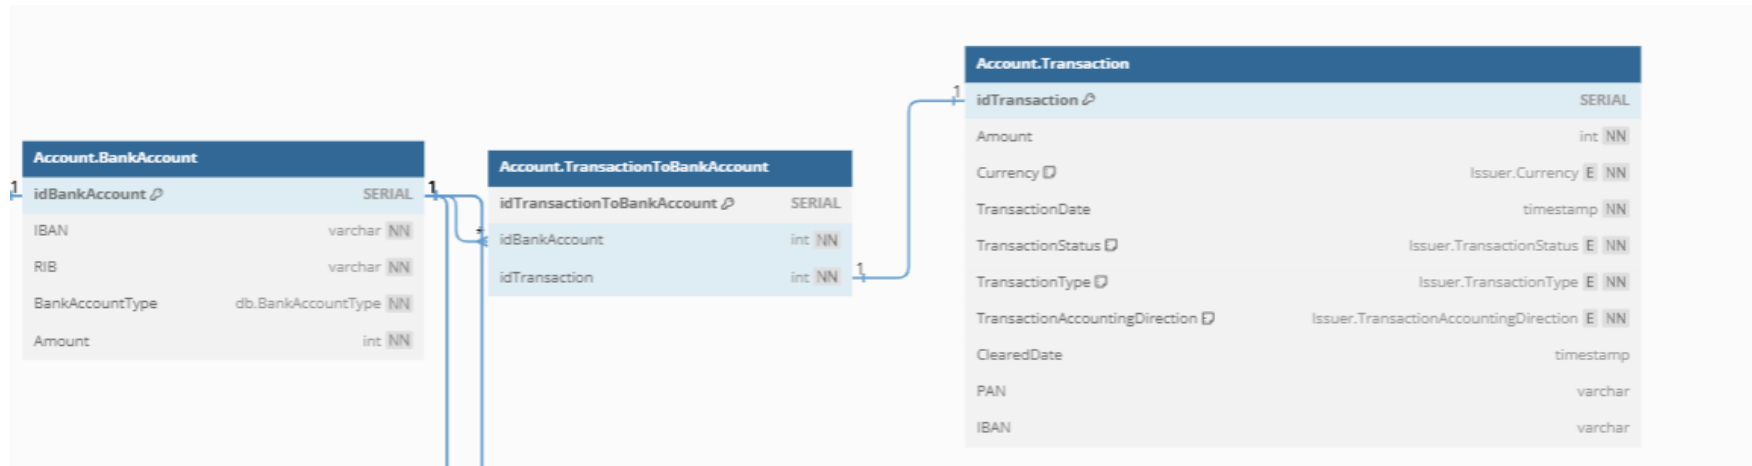 Account.BankAccount
1
idBankAccount SERIAL
1
IBAN varchar NN
RIB varchar NN
BankAccountType db.BankAccountType NN
Amount int NN
Account.TransactionToBankAccount
idTransactionToBankAccount SERIAL
*
idBankAccount int NN
idTransaction int NN
1
Account.Transaction
1
idTransaction SERIAL
Amount int NN
Currency Issuer.Currency E NN
TransactionDate timestamp NN
TransactionStatus Issuer.TransactionStatus E NN
TransactionType Issuer.TransactionType E NN
TransactionAccountingDirection Issuer.TransactionAccountingDirection E NN
ClearedDate timestamp
PAN varchar
IBAN varchar